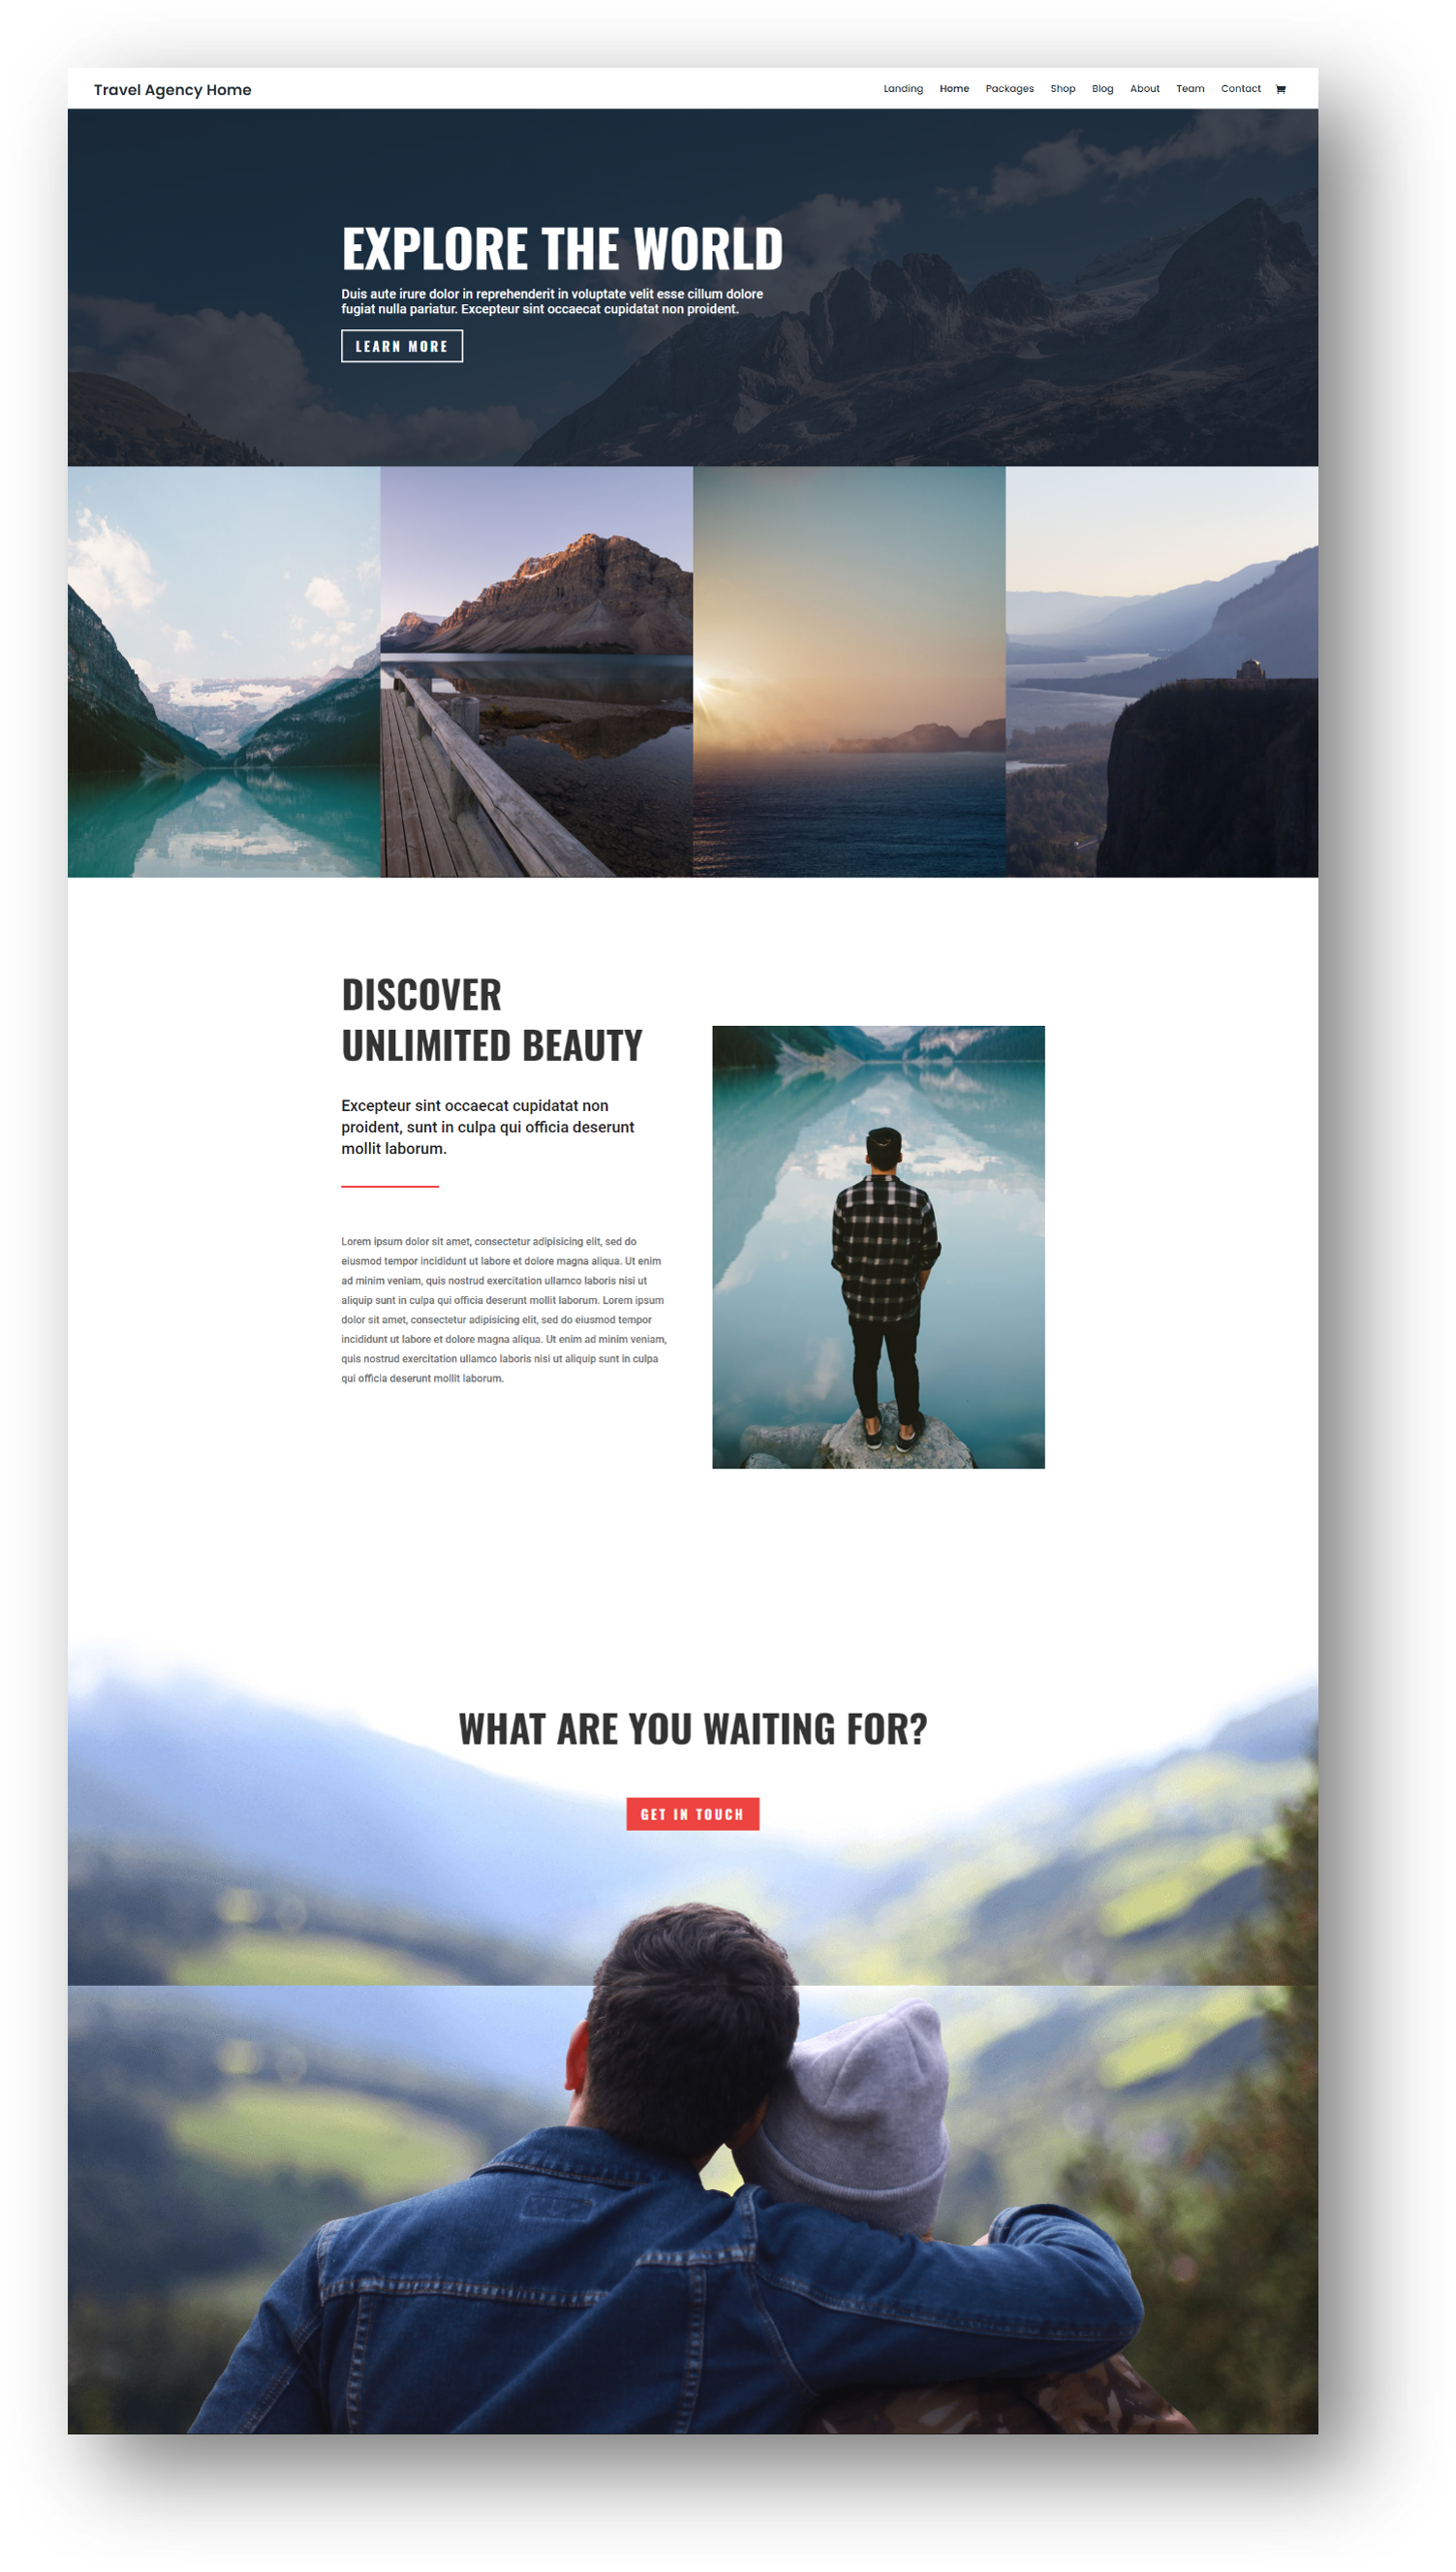 Travel Agency Home
Landing Home Packages Shop Blog About Team Contact
EXPLORE THE WORLD
Duis aute irure dolor in reprehenderit in voluptate velit esse cillum dolore
fugiat nulla pariatur. Excepteur sint occaecat cupidatat non proident.
LEARN MORE
DISCOVER
UNLIMITED BEAUTY
Excepteur sint occaecat cupidatat non
proident, sunt in culpa qui officia deserunt
mollit laborum.
Lorem ipsum dolor sit amet, consectetur adipisicing elit, sed do
eiusmod tempor incididunt ut labore et dolore magna aliqua. Ut enim
ad minim veniam, quis nostrud exercitation ullamco laboris nisi ut
aliquip sunt in culpa qui officia deserunt mollit laborum. Lorem ipsum
dolor sit amet, consectetur adipisicing elit, sed do eiusmod tempor
incididunt ut labore et dolore magna aliqua. Ut enim ad minim veniam,
quis nostrud exercitation ullamco laboris nisi ut aliquip sunt in culpa
qui officia deserunt mollit laborum.
WHAT ARE YOU WAITING FOR?
GET IN TOUCH